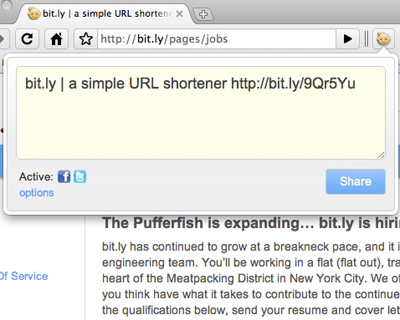 bit.ly | a simple URL shortene
http://bit.ly/pages/jobs
bit.ly | a simple URL shortener http://bit.ly/9Qr5Yu
Active:
options
Share
The Pufferfish is expanding… bit.ly is hirin
bit.ly has continued to grow at a breakneck pace, and it i
engineering team. You'll be working in a flat (flat out), tra
Of Service
heart of the Meatpacking District in New York City. We of
you think have what it takes to contribute to the continue
the qualifications below, send your resume and cover let